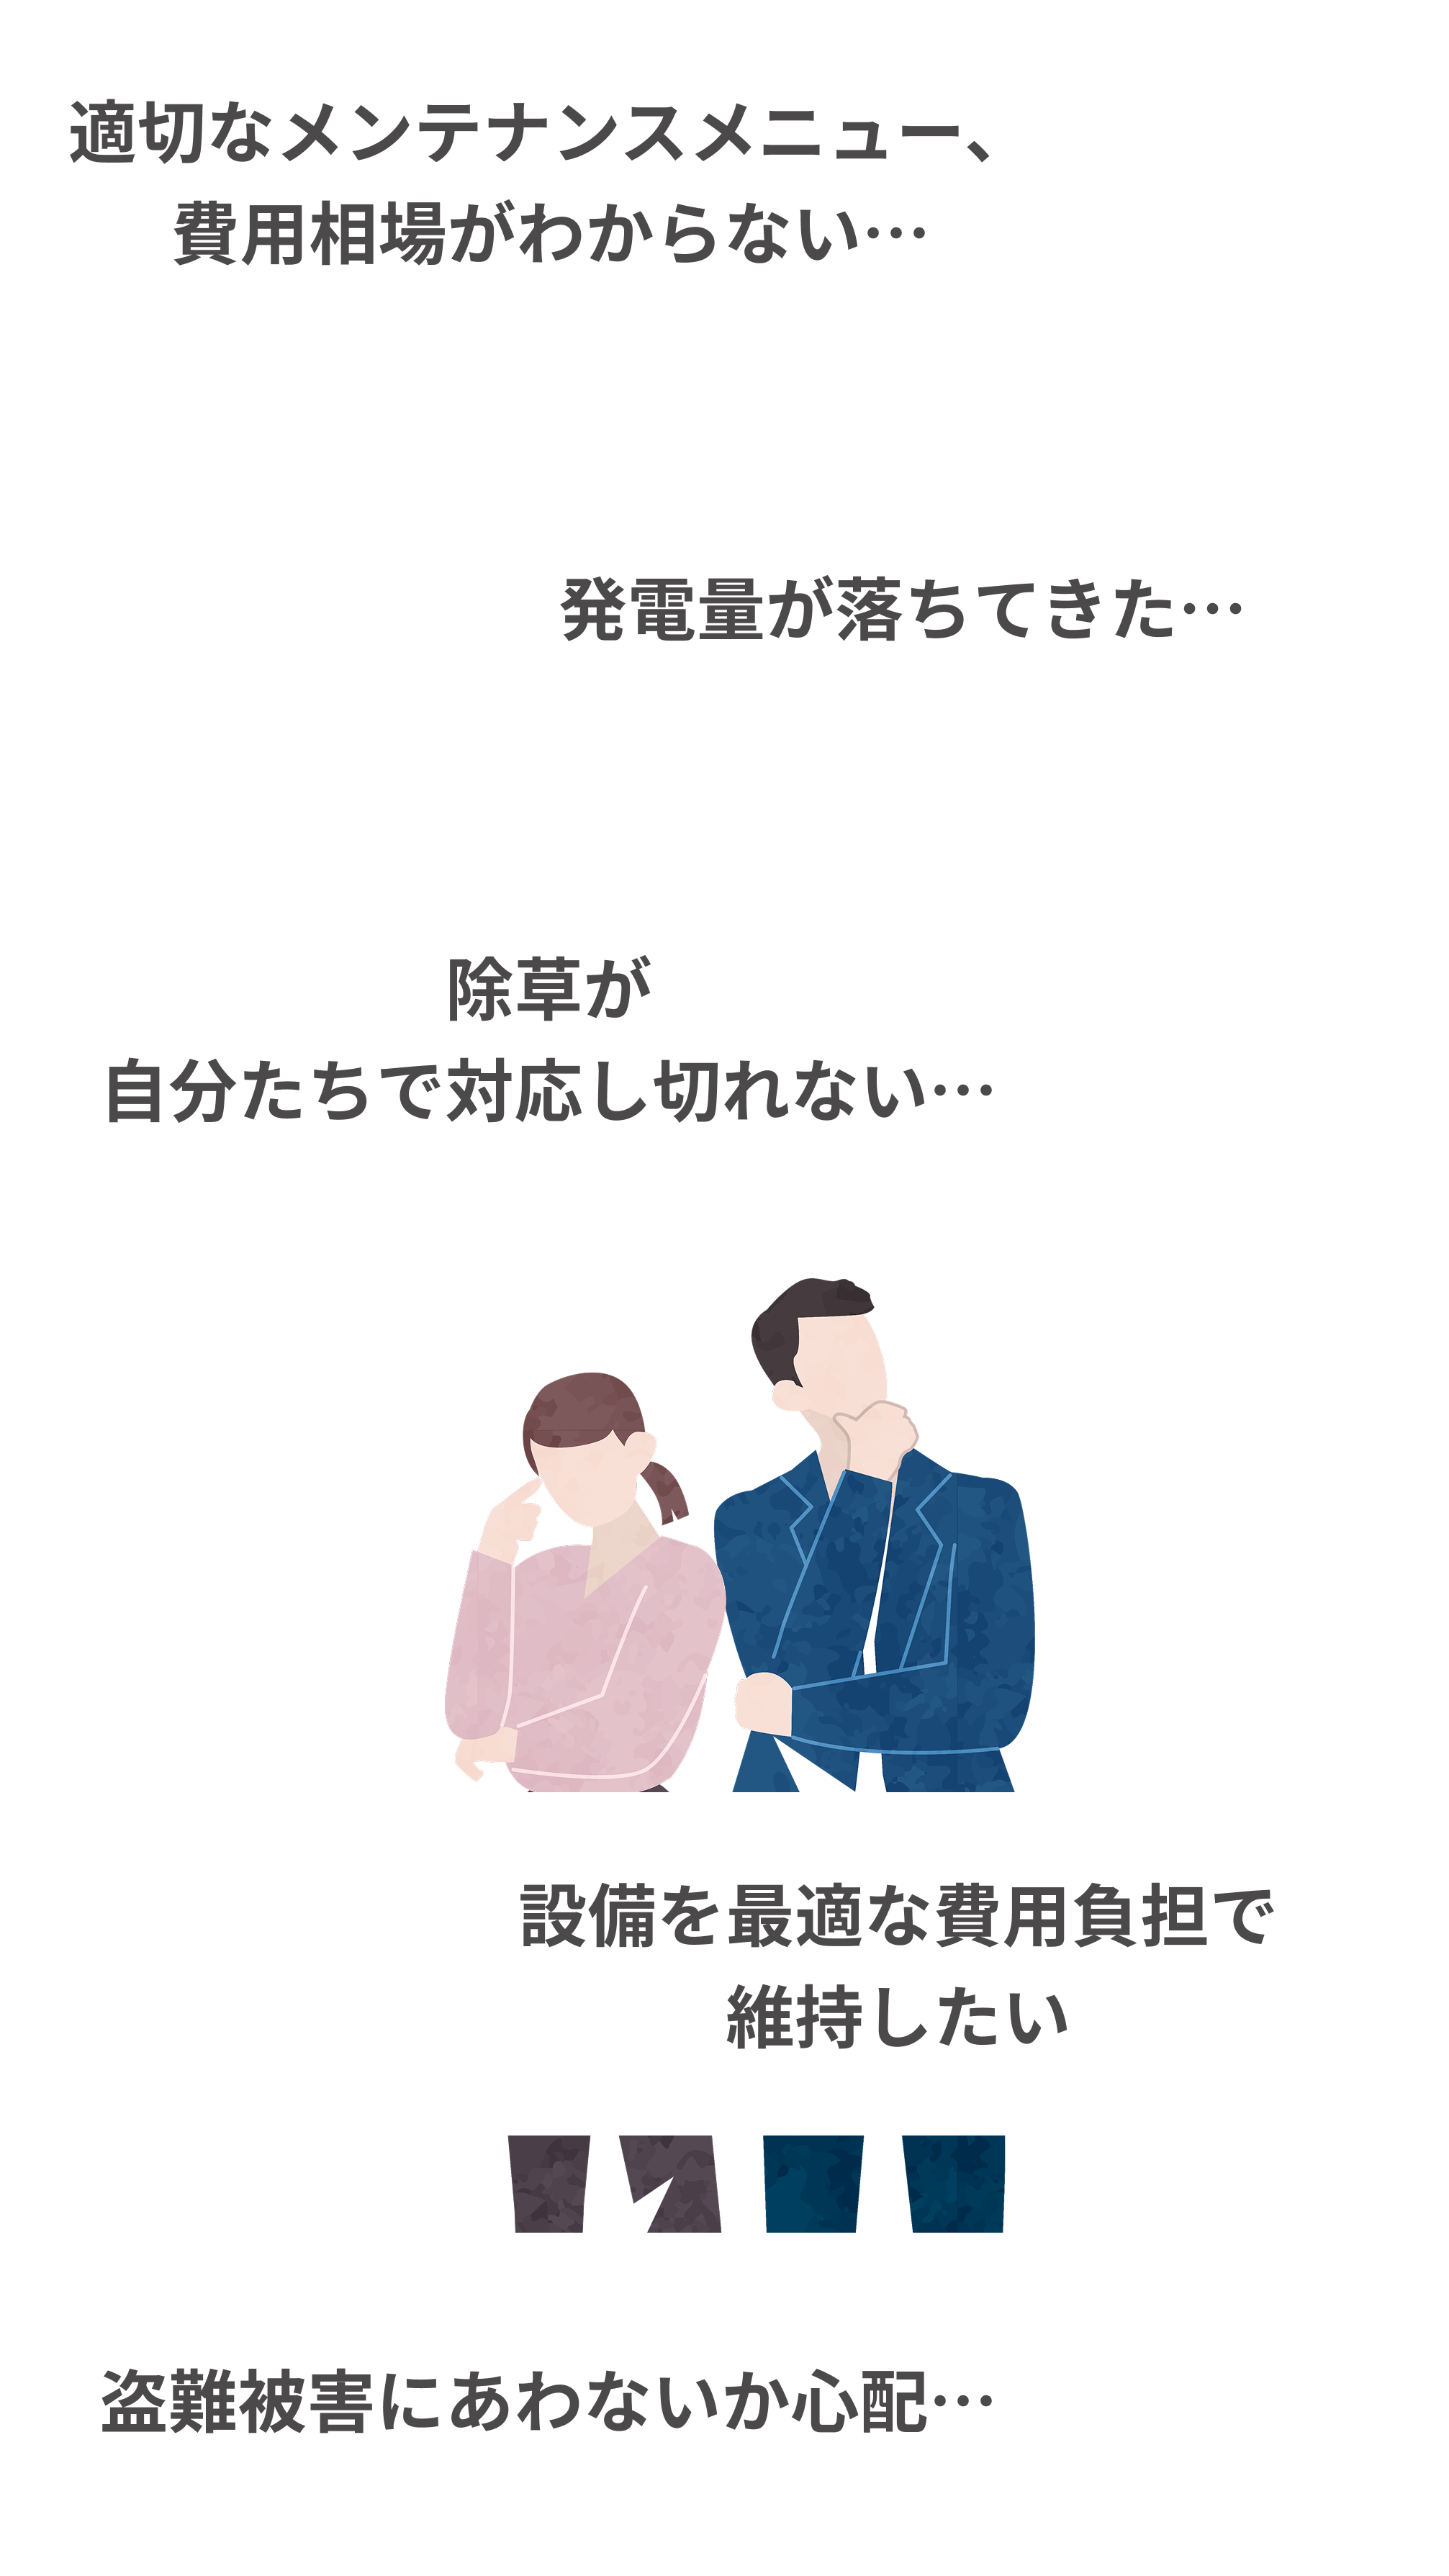 適切なメンテナンスメニュー、
費用相場がわからない…
発電量が落ちてきた…
除草が
自分たちで対応し切れない…
設備を最適な費用負担で
維持したい
盗難被害にあわないか心配…